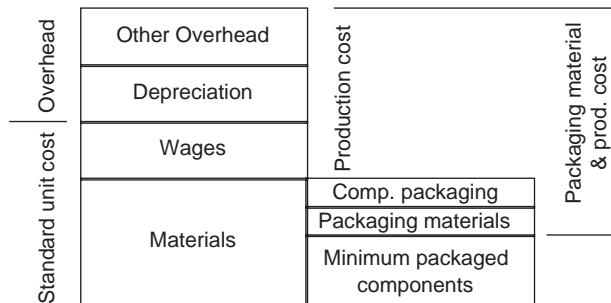 Overhead
Standard unit cost
Other Overhead
Depreciation
Wages
Materials
Production cost
Comp. packaging
Packaging materials
Minimum packaged
components
Packaging material
& prod. cost